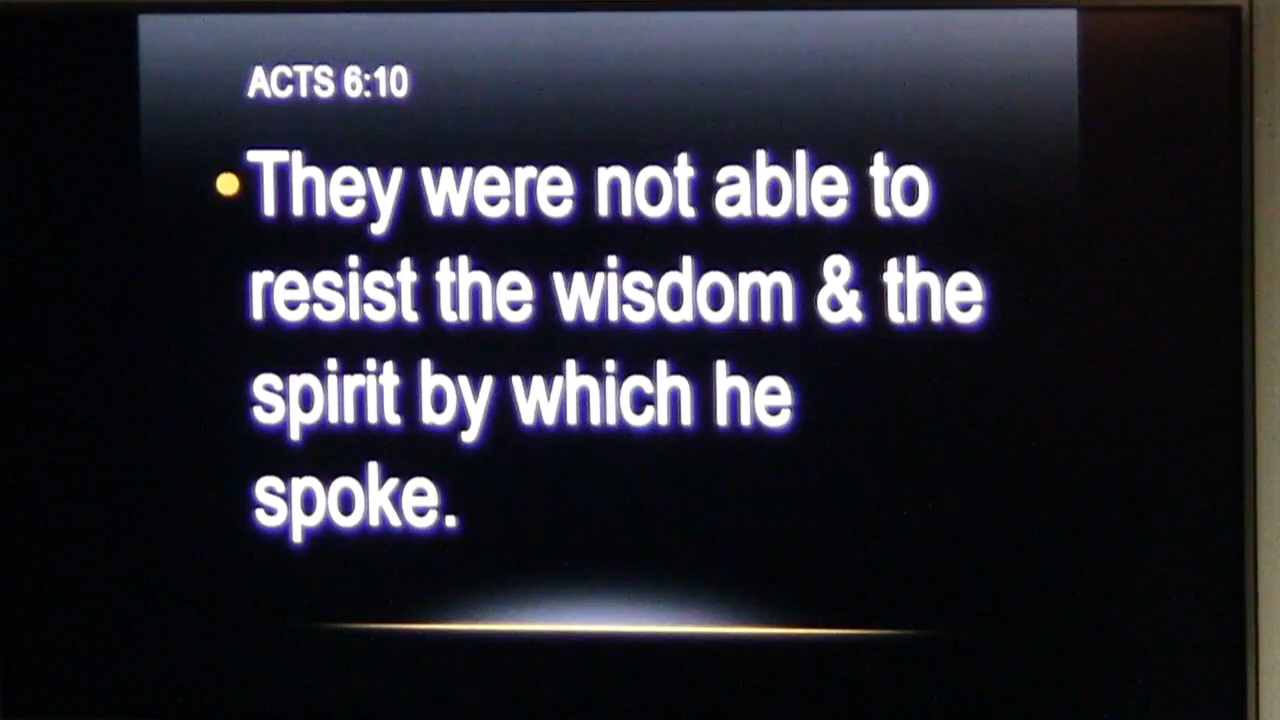 ACTS 6:10
• They were not able to
resist the wisdom & the
spirit by which he
spoke.